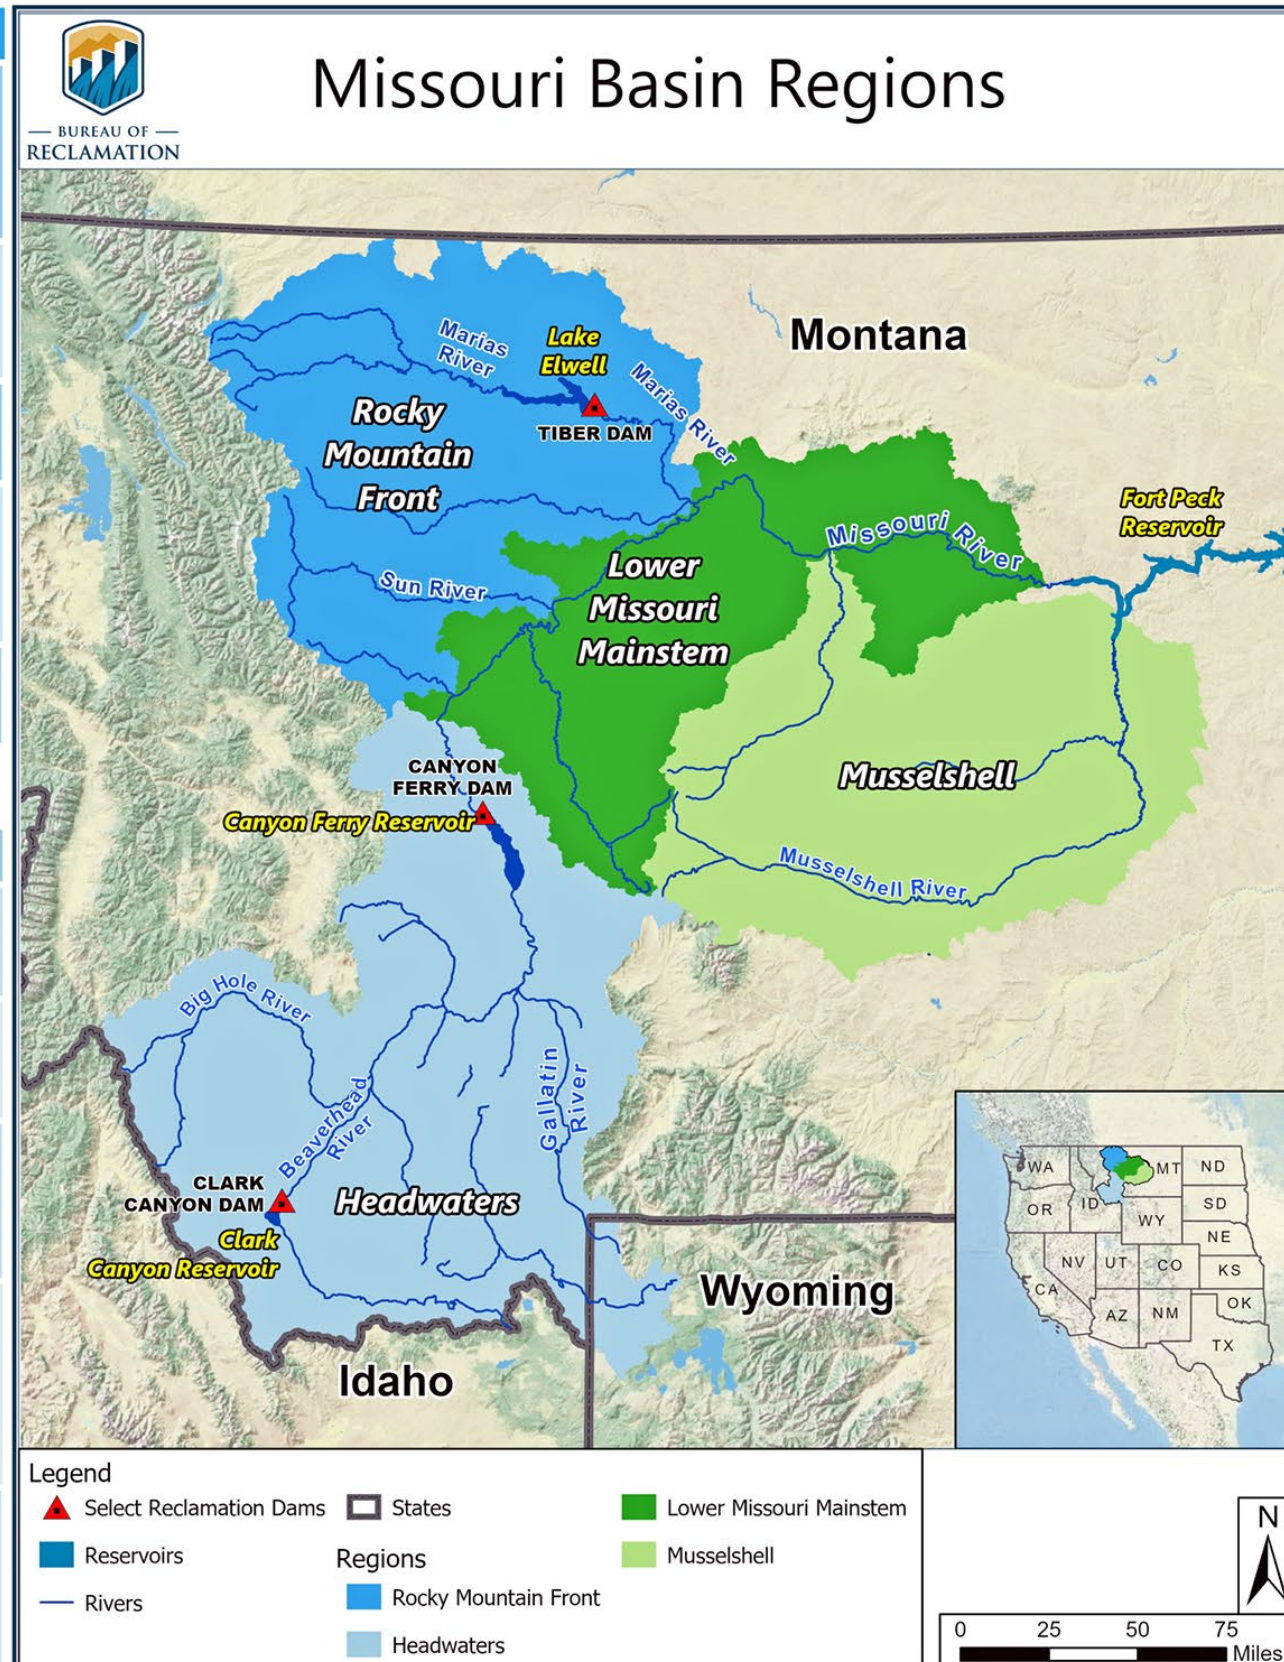 Missouri Basin Regions
BUREAU OF
RECLAMATION
Montana
Marias
River
Lake
Elwell
Marias River
TIBER DAM
Rocky
Mountain
Front
Fort Peck
Reservoir
Missouri River
Lower
Missouri
Mainstem
Sun River
CANYON
FERRY DAM
Canyon Ferry Reservoir
Musselshell
Musselshell River
Big Hole River
Beaverhead
River
Gallatin
River
CLARK
CANYON DAM
Headwaters
Clark
Canyon Reservoir
Wyoming
Idaho
WA
MT
ND
OR
ID
SD
WY
NE
NV
UT
CO
KS
CA
AZ
NM
OK
TX
Legend
Select Reclamation Dams
Reservoirs
Rivers
States
Regions
Rocky Mountain Front
Headwaters
Lower Missouri Mainstem
Musselshell
N
0 25 50 75
Miles